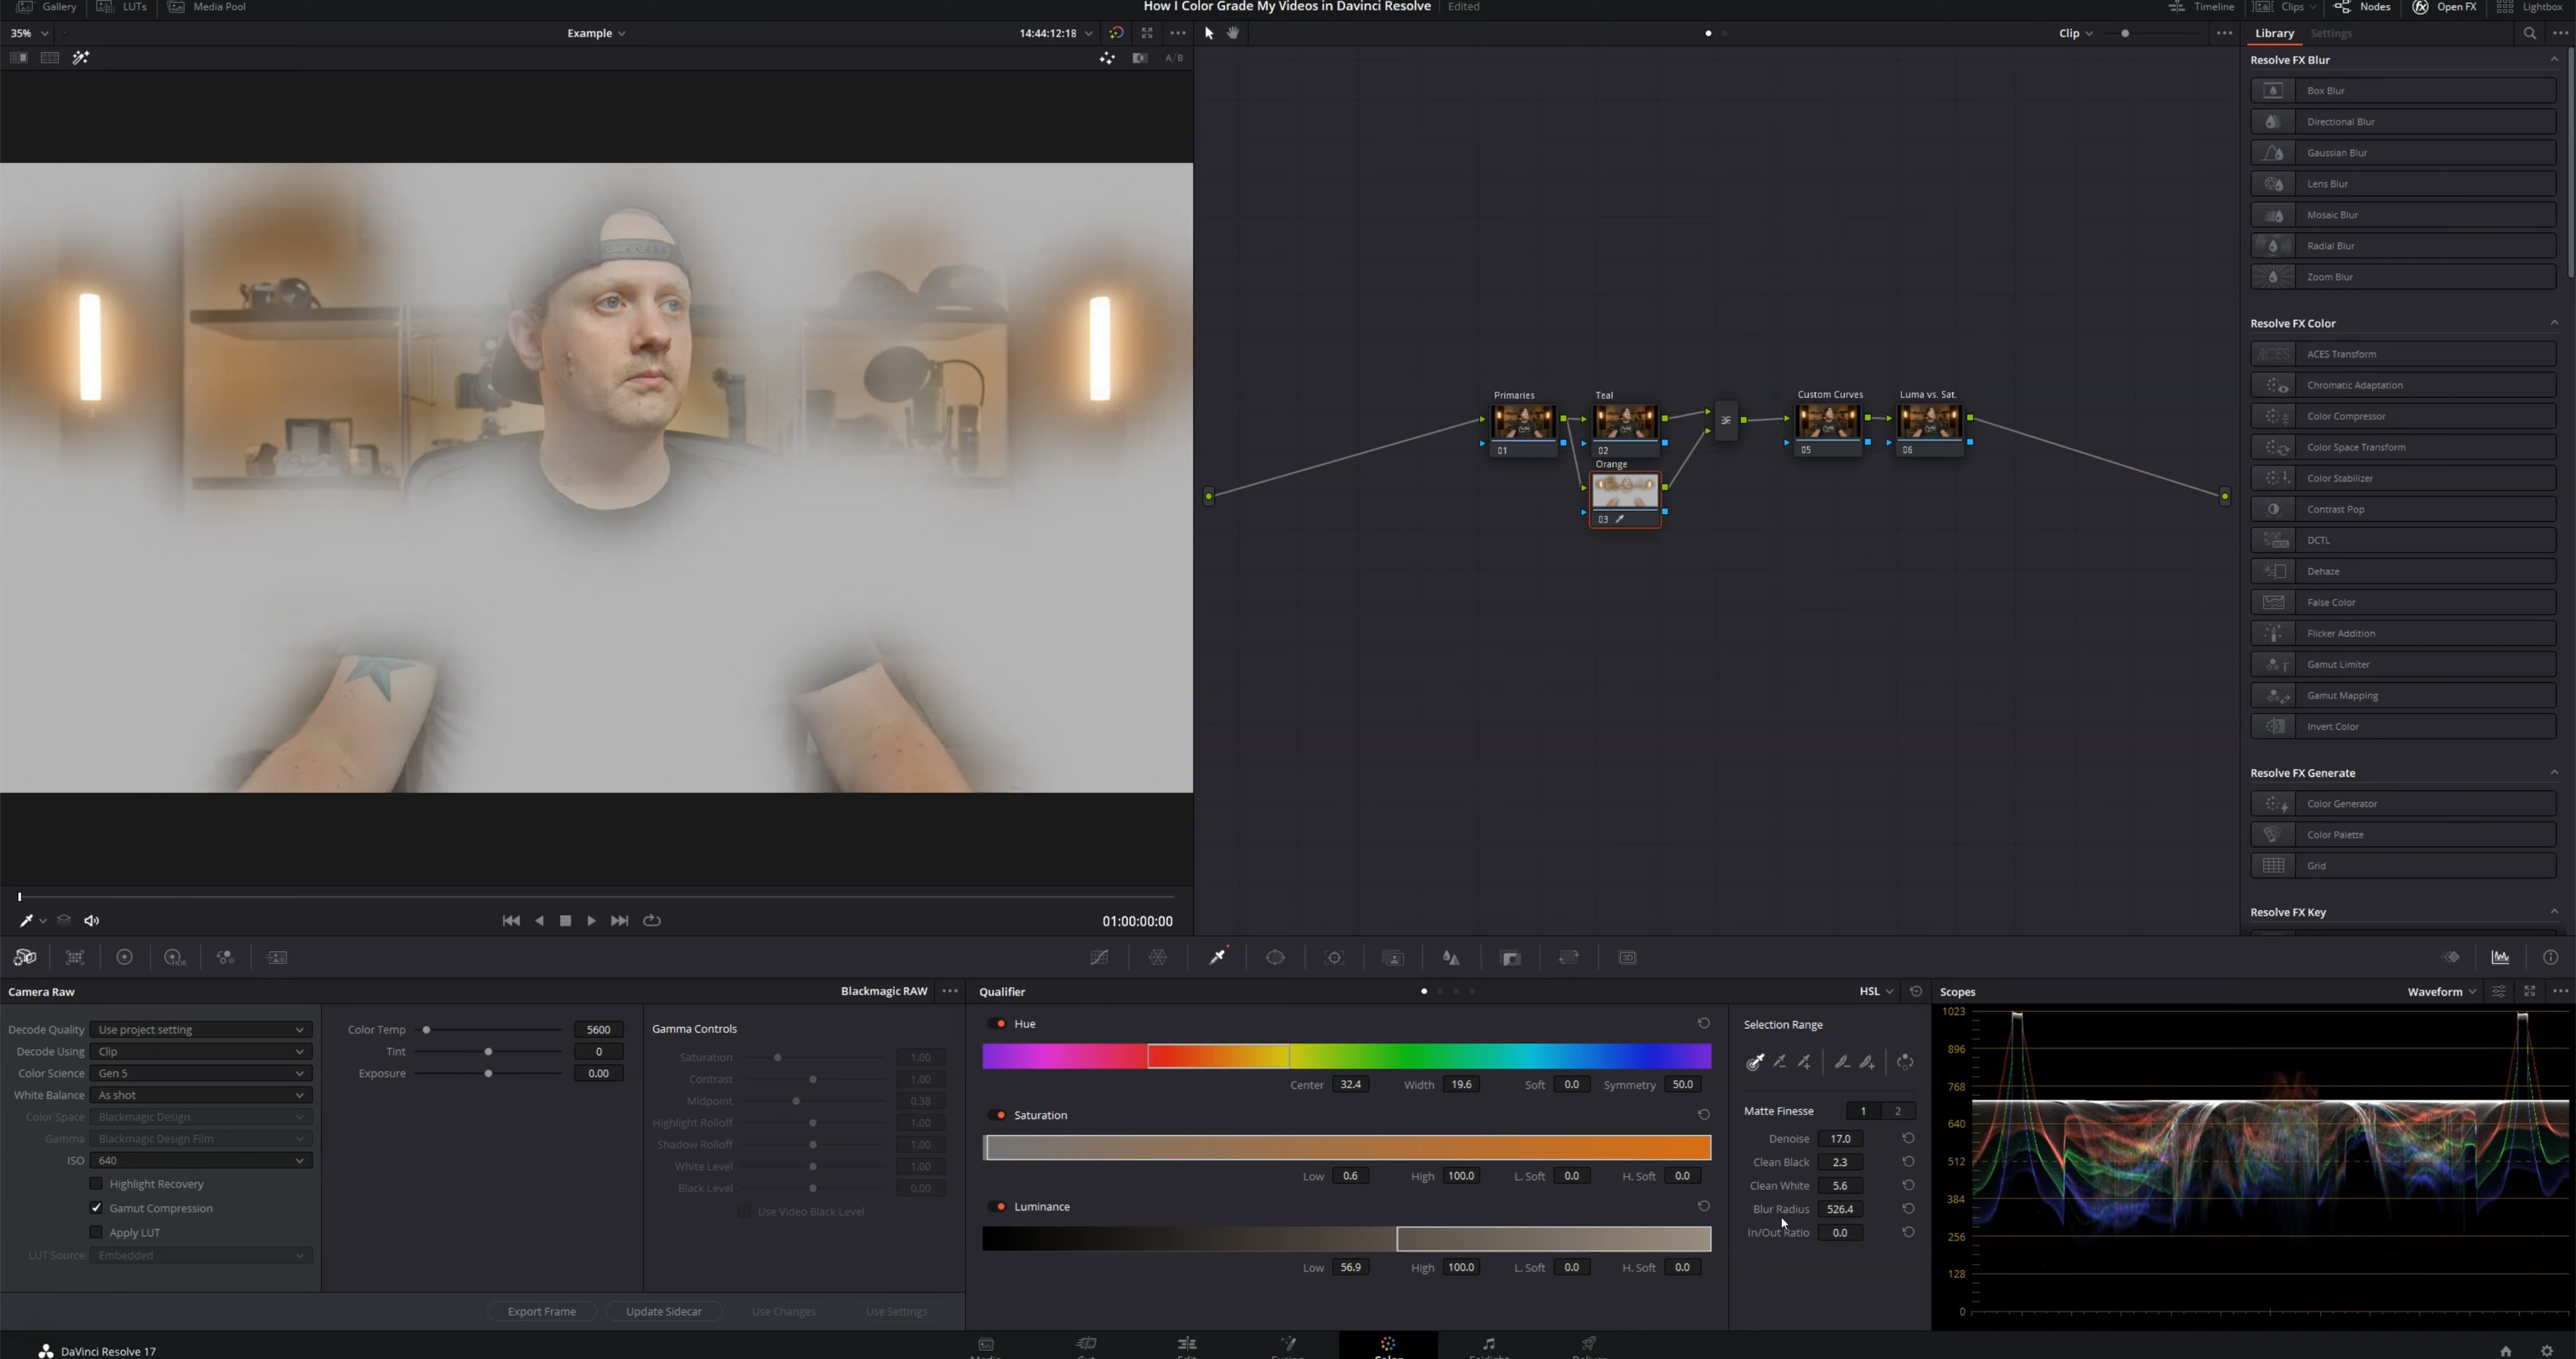 Gallery LUTs Media Pool How I Color Grade My Videos in Davinci Resolve Edited Timeline Clips Nodes Open FX Lightbox
35% Example 14:44:12:18 Clip Library Settings
A/B
Resolve FX Blur
Box Blur
Directional Blur
Gaussian Blur
Lens Blur
Mosaic Blur
Radial Blur
Zoom Blur
Resolve FX Color
ACES Transform
Chromatic Adaptation
Color Compressor
Color Space Transform
Color Stabilizer
Contrast Pop
DCTL
Dehaze
False Color
Flicker Addition
Gamut Limiter
Gamut Mapping
Invert Color
Resolve FX Generate
Color Generator
Color Palette
Grid
Resolve FX Key
Primaries Teal Custom Curves Luma vs. Sat.
01 02 05 06
Orange
03
01:00:00:00
HDR
3D
Camera Raw Blackmagic RAW
Decode Quality Use project setting
Decode Using Clip
Color Science Gen 5
White Balance As shot
Color Space Blackmagic Design
Gamma Blackmagic Design Film
ISO 640
Highlight Recovery
Gamut Compression
Apply LUT
LUT Source Embedded
Color Temp 5600
Tint 0
Exposure 0.00
Gamma Controls
Saturation 1.00
Contrast 1.00
Midpoint 0.38
Highlight Rolloff 1.00
Shadow Rolloff 1.00
White Level 1.00
Black Level 0.00
Use Video Black Level
Export Frame Update Sidecar Use Changes Use Settings
Qualifier HSL
Hue
Center 32.4 Width 19.6 Soft 0.0 Symmetry 50.0
Saturation
Low 0.6 High 100.0 L. Soft 0.0 H. Soft 0.0
Luminance
Low 56.9 High 100.0 L. Soft 0.0 H. Soft 0.0
Selection Range
Matte Finesse 1 2
Denoise 17.0
Clean Black 2.3
Clean White 5.6
Blur Radius 526.4
In/Out Ratio 0.0
Scopes Waveform
1023
896
768
640
512
384
256
128
0
DaVinci Resolve 17